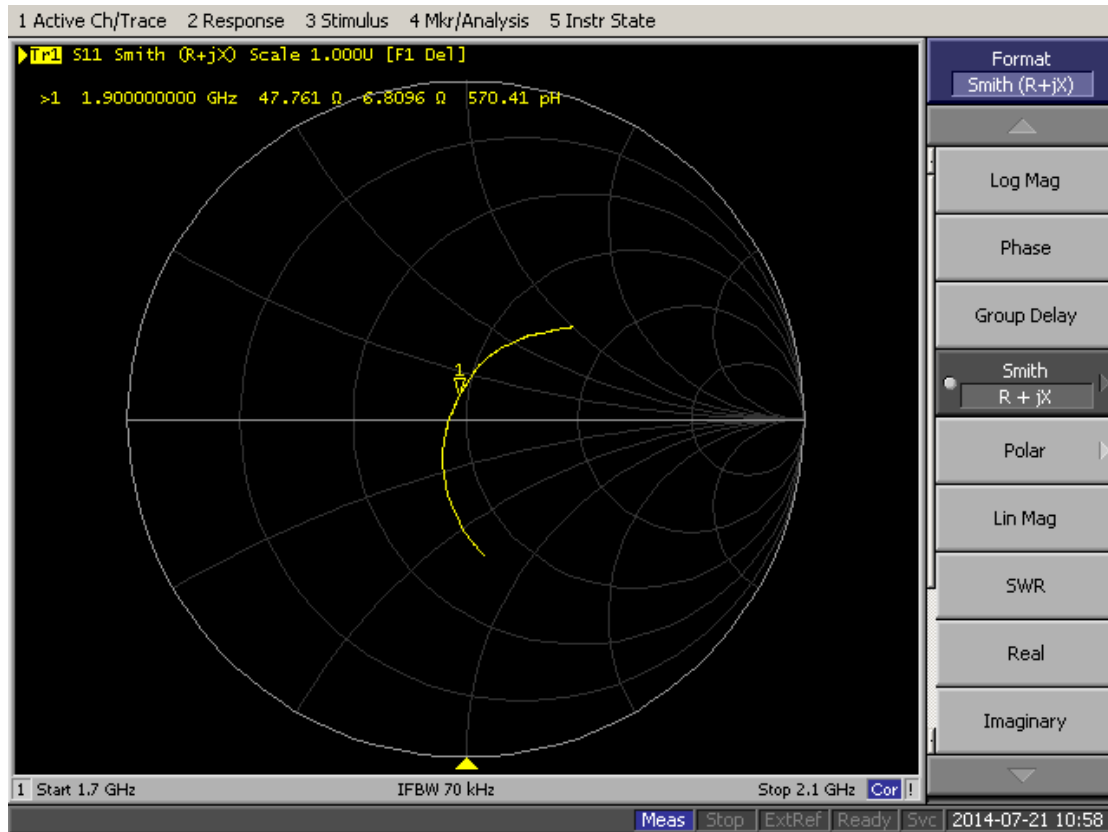 1 Active Ch/Trace 2 Response 3 Stimulus 4 Mkr/Analysis 5 Instr State
Tr1 S11 Smith (R+jX) Scale 1.000U [F1 Del]
>1 1.900000000 GHz 47.761 Ω 6.8096 Ω 570.41 pH
1
Format
Smith (R+jX)
Log Mag
Phase
Group Delay
Smith
R + jX
Polar
Lin Mag
SWR
Real
Imaginary
1 Start 1.7 GHz IFBW 70 kHz Stop 2.1 GHz Cor !
Meas Stop ExtRef Ready Svc 2014-07-21 10:58